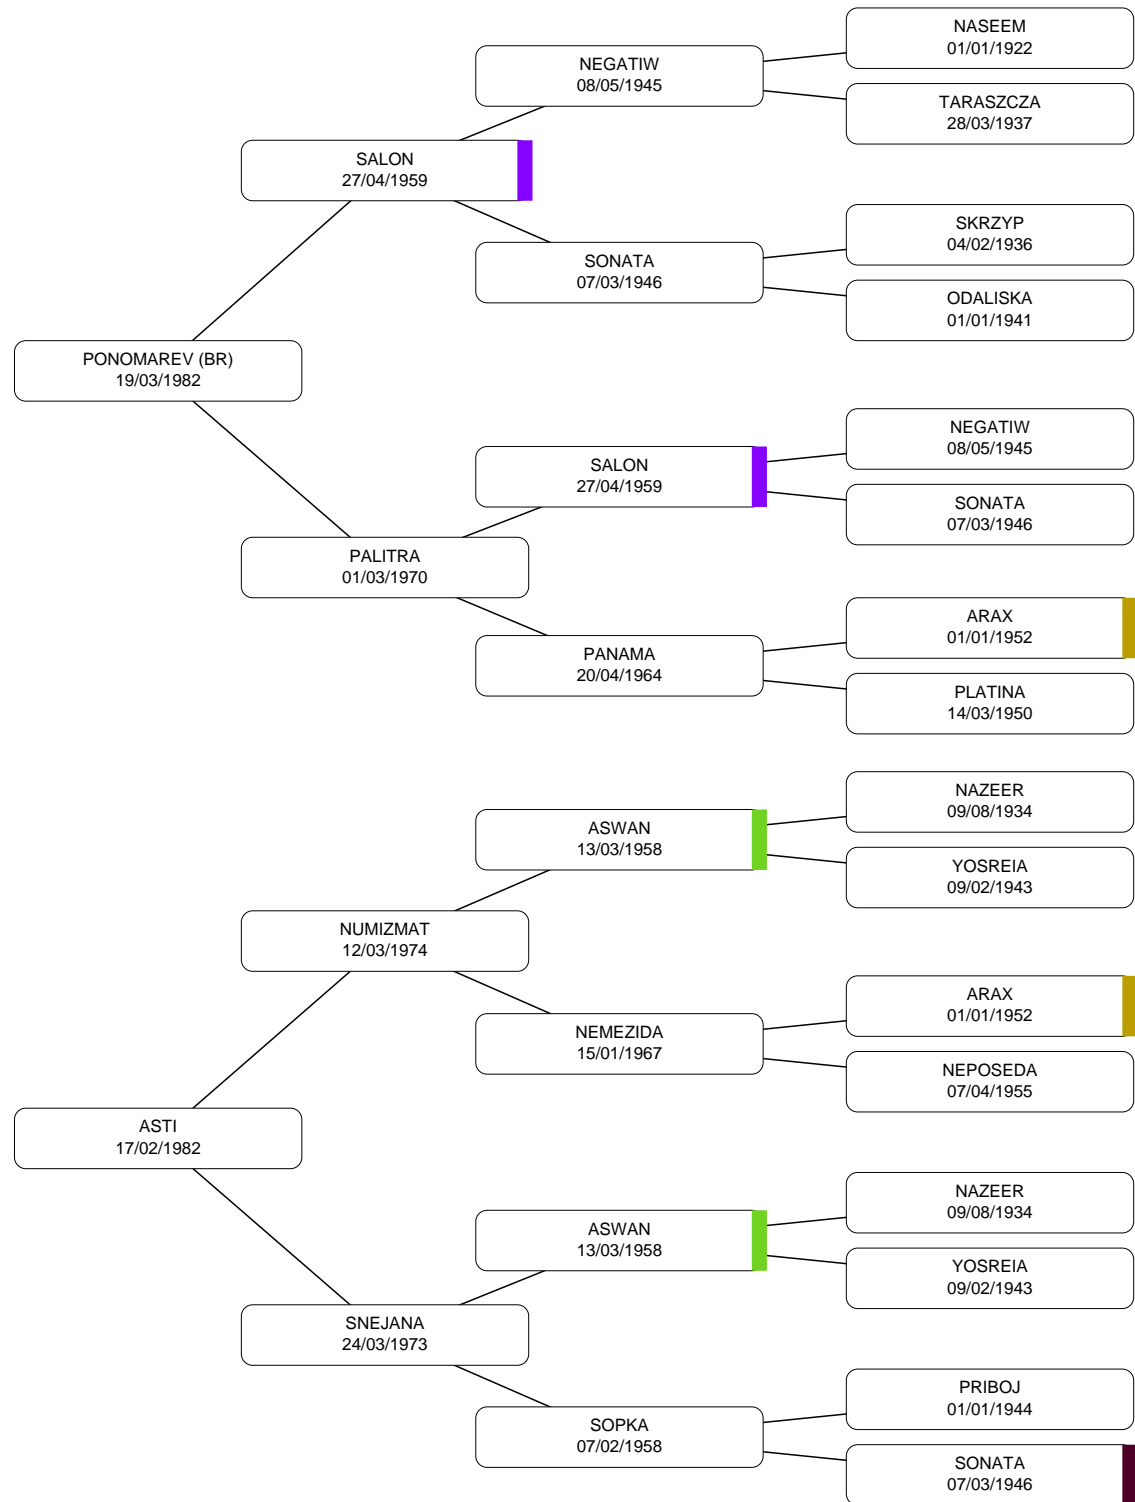 NASEEM
01/01/1922
NEGATIW
08/05/1945
TARASZCZA
28/03/1937
SALON
27/04/1959
SKRZYP
04/02/1936
SONATA
07/03/1946
ODALISKA
01/01/1941
PONOMAREV (BR)
19/03/1982
NEGATIW
08/05/1945
SALON
27/04/1959
SONATA
07/03/1946
PALITRA
01/03/1970
ARAX
01/01/1952
PANAMA
20/04/1964
PLATINA
14/03/1950
NAZEER
09/08/1934
ASWAN
13/03/1958
YOSREIA
09/02/1943
NUMIZMAT
12/03/1974
ARAX
01/01/1952
NEMEZIDA
15/01/1967
NEPOSEDA
07/04/1955
ASTI
17/02/1982
NAZEER
09/08/1934
ASWAN
13/03/1958
YOSREIA
09/02/1943
SNEJANA
24/03/1973
PRIBOJ
01/01/1944
SOPKA
07/02/1958
SONATA
07/03/1946